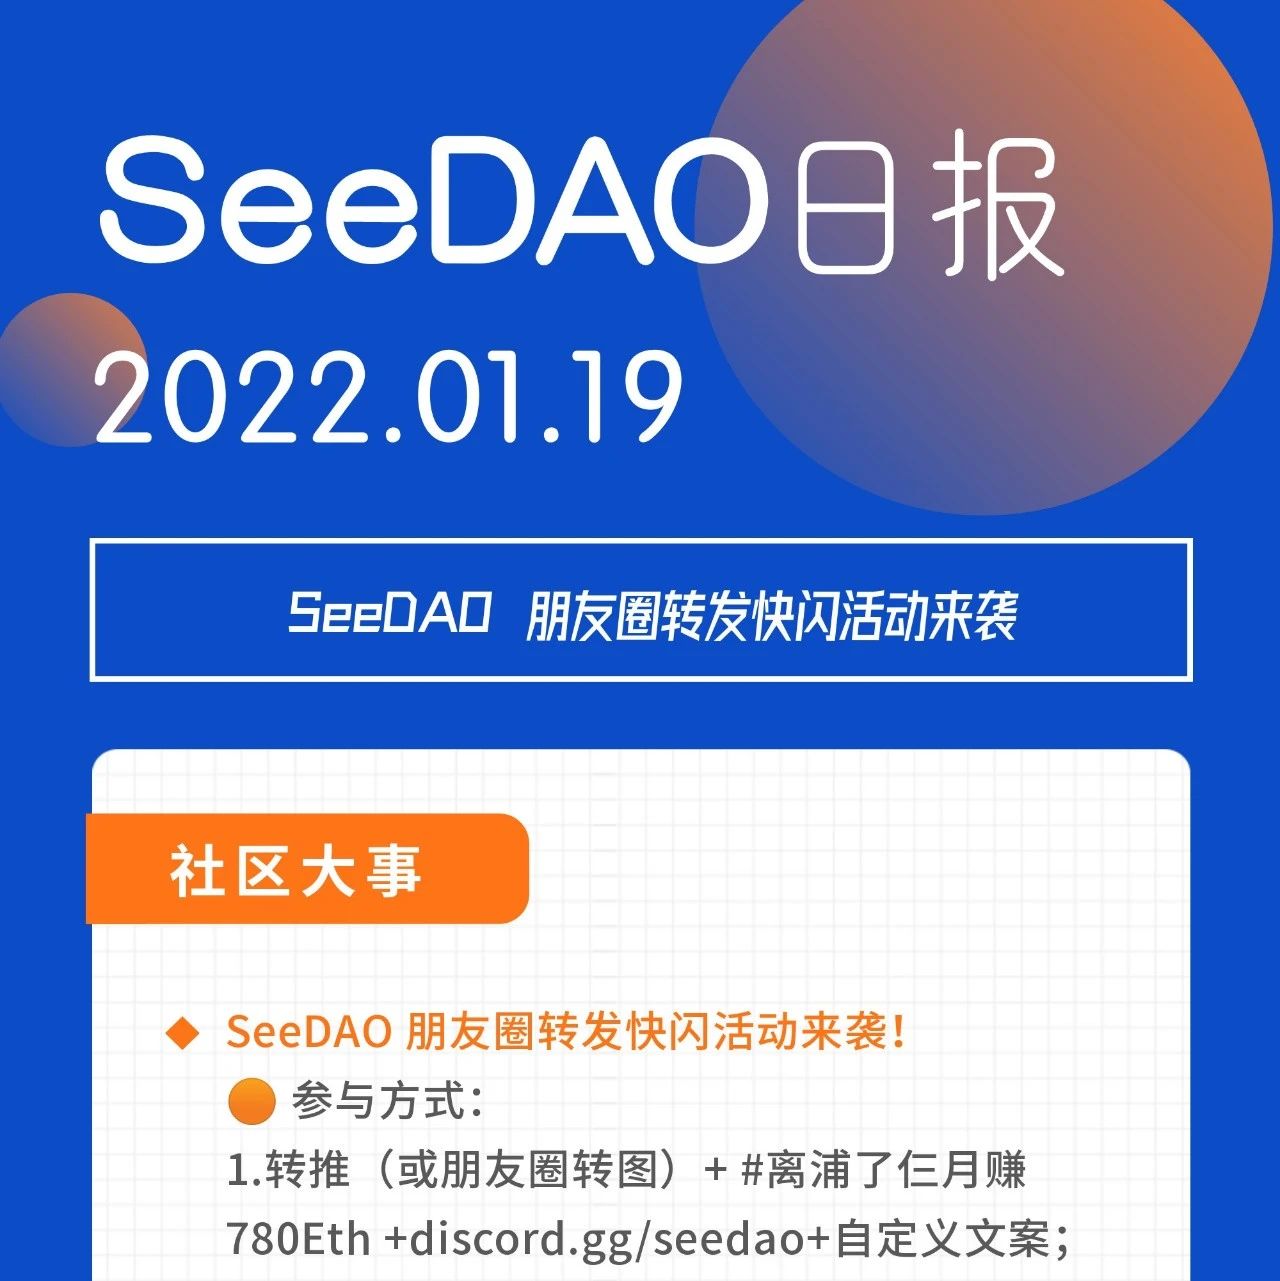 SeeDAO日报
2022.01.19
SeeDAO 朋友圈转发快闪活动来袭
社区大事
SeeDAO 朋友圈转发快闪活动来袭！
参与方式：
1.转推（或朋友圈转图）+ #离浦了仨月赚
780Eth +discord.gg/seedao+自定义文案；